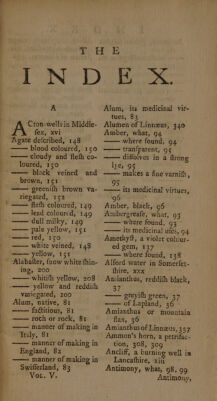 THE
INDEX.
A
ACton-wells in Middle-
sex, xvi
Agate described, 148
—— blood coloured, 150
—— cloudy and flesh co-
loured, 150
—— black veined and
brown, 151
—— greenish brown va-
riegated, 152
—— flesh coloured, 149
—— lead coloured, 149
—— dull milky, 149
—— pale yellow, 151
—— red, 150
—— white veined, 148
—— yellow, 151
Alabaster, snow white shin-
ing, 200
—— whitish yellow, 208
—— yellow and reddish
variegated, 200
Alum, native, 81
—— factitious, 81
—— roch or rock, 81
—— manner of making in
Italy, 81
—— manner of making in
England, 82
—— manner of making in
Swisserland, 83
Vol. V.
Alum, its medicinal vir-
tues, 83
Alumen of Linnæus, 340
Amber, what, 94
—— where found, 94
—— transparent, 95
—— dissolves in a strong
lye, 95
—— makes a fine varnish,
95
—— its medicinal virtues,
96
Amber, black, 96
Ambergrease, what, 93
—— where found, 93
—— its medicinal uses, 94
Amethyst, a violet colour-
ed gem, 137
—— where found, 138
Alford water in Somerset-
shire, xxx
Amianthus, reddish black,
37
—— greyish green, 37
—— of Lapland, 36
Amianthus or mountain
flax, 36
Amianthus of Linnæus, 337
Ammon's horn, a petrifac-
tion, 308, 309
Ancliff, a burning well in
Lancashire, xiii
Antimony, what, 98, 99
Antimony,